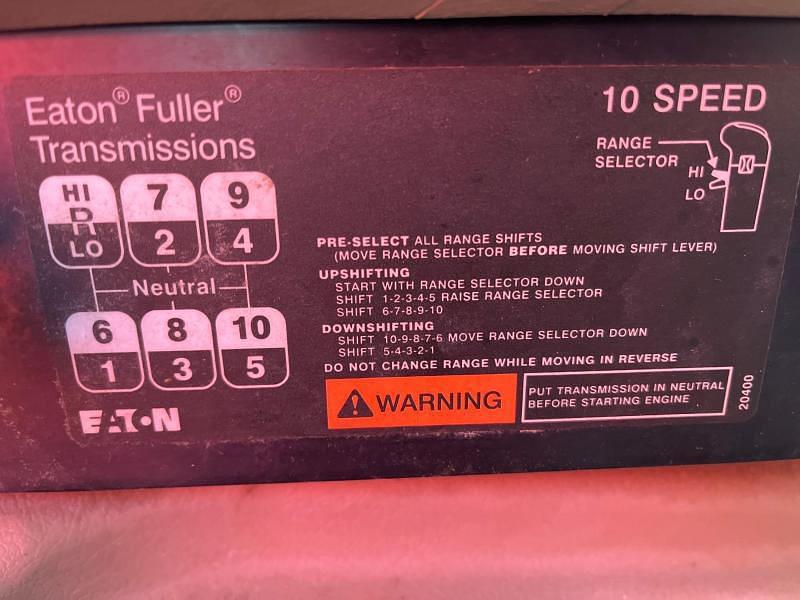 Eaton® Fuller®
Transmissions
HI
R
LO
7
2
9
4
Neutral
6
1
8
3
10
5
EATON
10 SPEED
RANGE
SELECTOR
HI
LO
PRE-SELECT ALL RANGE SHIFTS
(MOVE RANGE SELECTOR BEFORE MOVING SHIFT LEVER)
UPSHIFTING
START WITH RANGE SELECTOR DOWN
SHIFT 1-2-3-4-5 RAISE RANGE SELECTOR
SHIFT 6-7-8-9-10
DOWNSHIFTING
SHIFT 10-9-8-7-6 MOVE RANGE SELECTOR DOWN
SHIFT 5-4-3-2-1
DO NOT CHANGE RANGE WHILE MOVING IN REVERSE
WARNING
PUT TRANSMISSION IN NEUTRAL
BEFORE STARTING ENGINE
20400